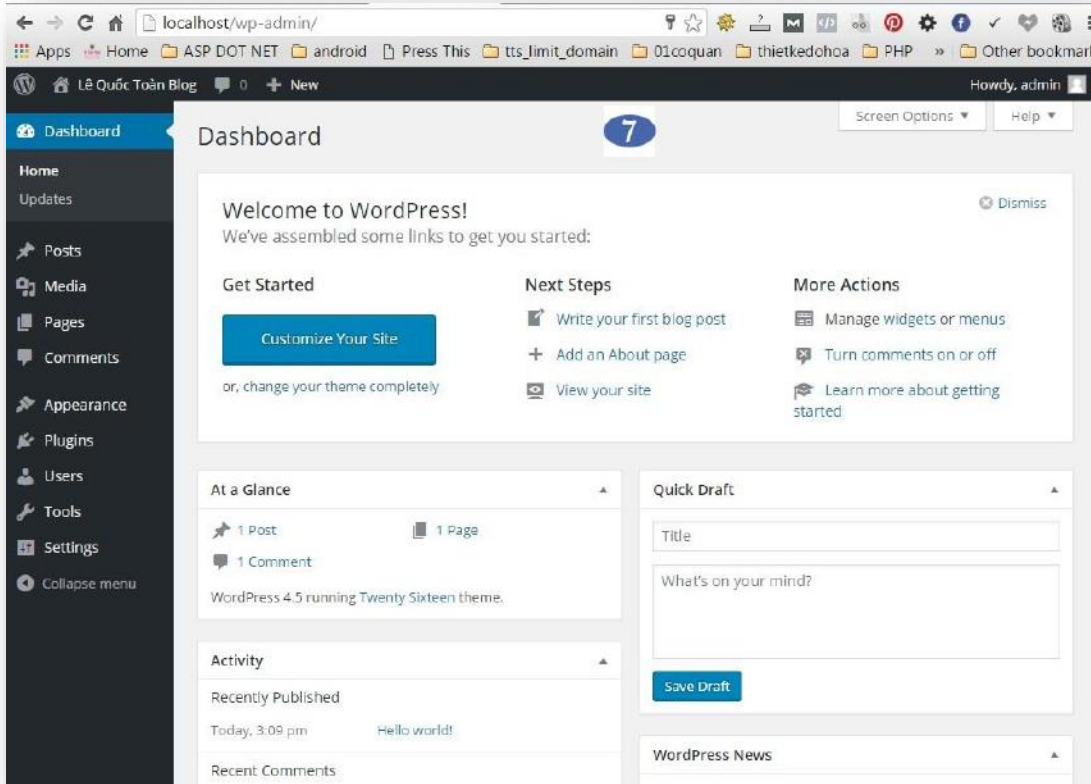 localhost/wp-admin/
Apps Home ASP DOT NET android Press This tts_limit_domain 01coquan thietkedohoa PHP » Other bookmar
Lê Quốc Toàn Blog 0 + New Howdy, admin
Dashboard
Home
Updates
Posts
Media
Pages
Comments
Appearance
Plugins
Users
Tools
Settings
Collapse menu
Dashboard
7
Screen Options ▼ Help ▼
Welcome to WordPress!
Dismiss
We've assembled some links to get you started:
Get Started
Customize Your Site
or, change your theme completely
Next Steps
Write your first blog post
Add an About page
View your site
More Actions
Manage widgets or menus
Turn comments on or off
Learn more about getting
started
At a Glance
1 Post 1 Page
1 Comment
WordPress 4.5 running Twenty Sixteen theme.
Activity
Recently Published
Today, 3:09 pm Hello world!
Recent Comments
Quick Draft
Title
What's on your mind?
Save Draft
WordPress News